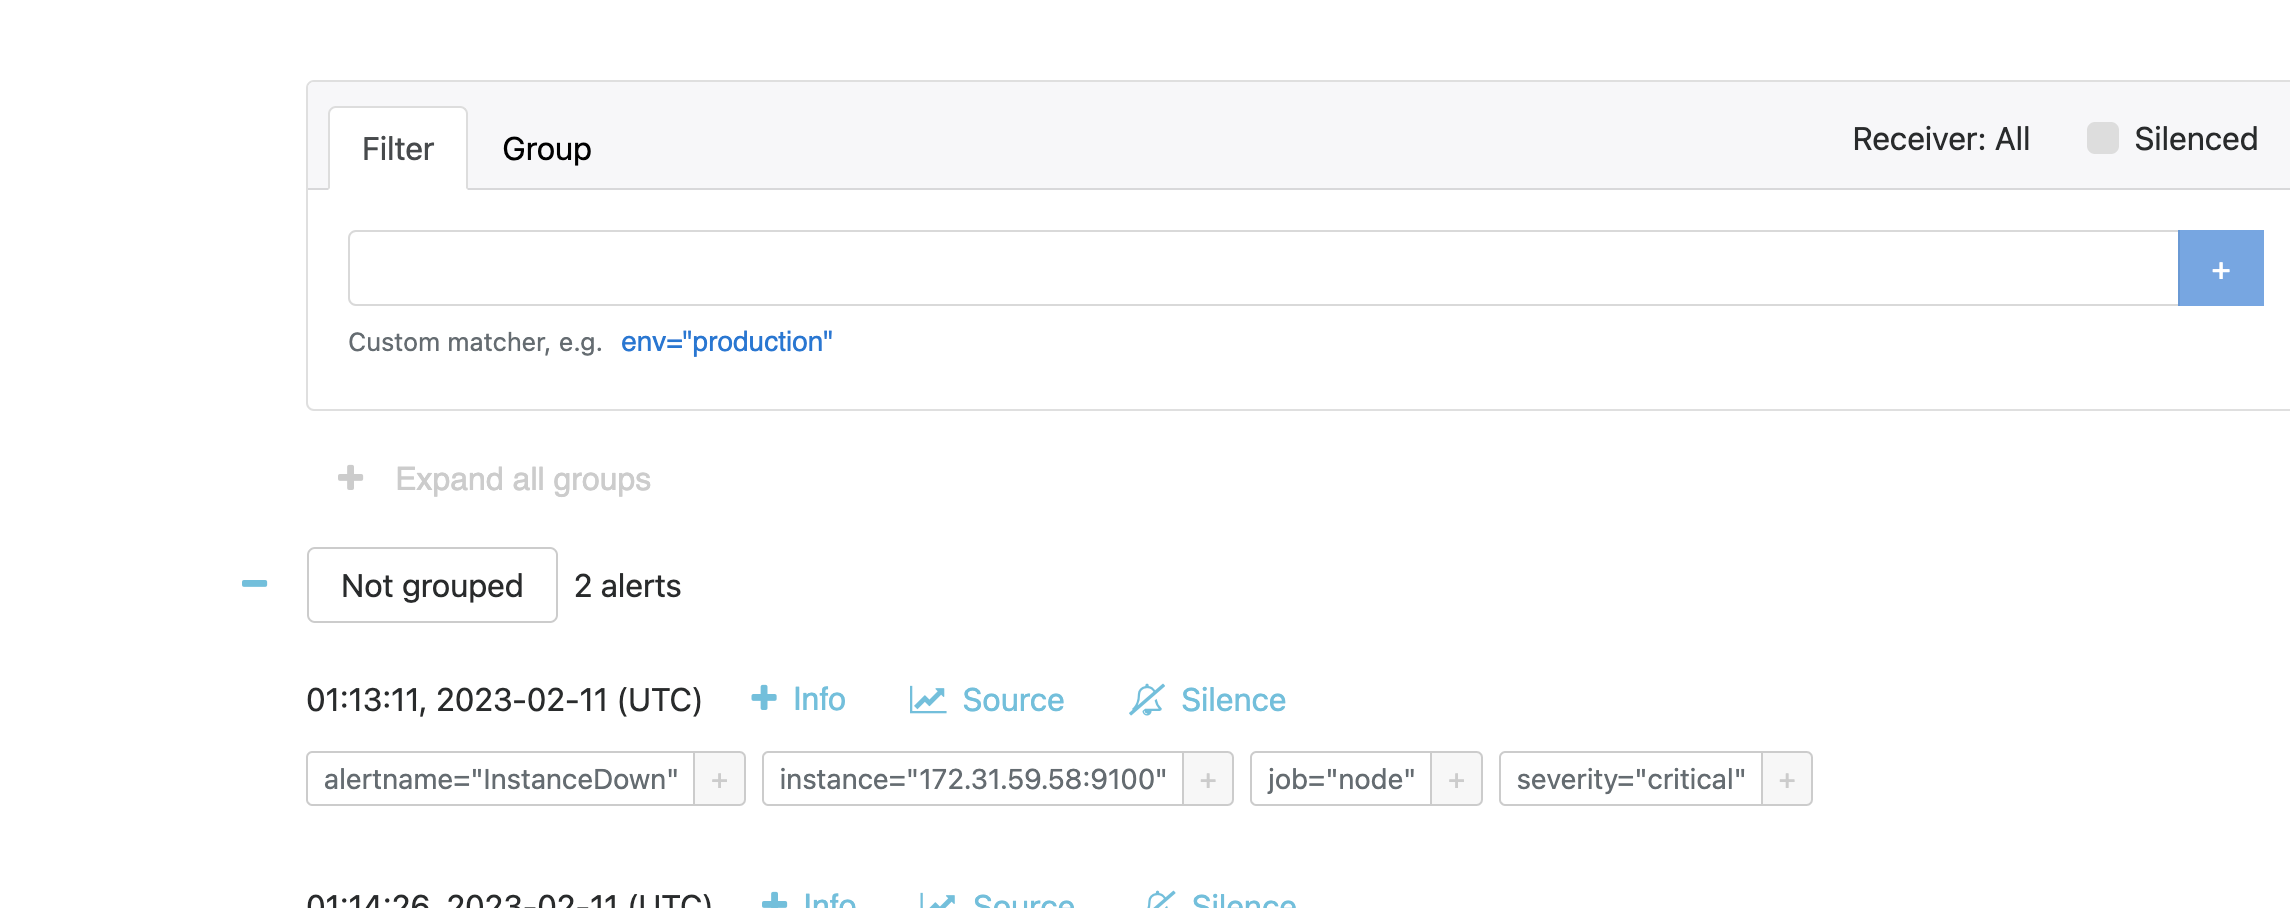 Filter Group Receiver: All Silenced
+
Custom matcher, e.g. env="production"
+ Expand all groups
Not grouped 2 alerts
01:13:11, 2023-02-11 (UTC) + Info Source Silence
alertname="InstanceDown" + instance="172.31.59.58:9100" + job="node" + severity="critical" +
01:14:26, 2023-02-11 (UTC) + Info Source Silence